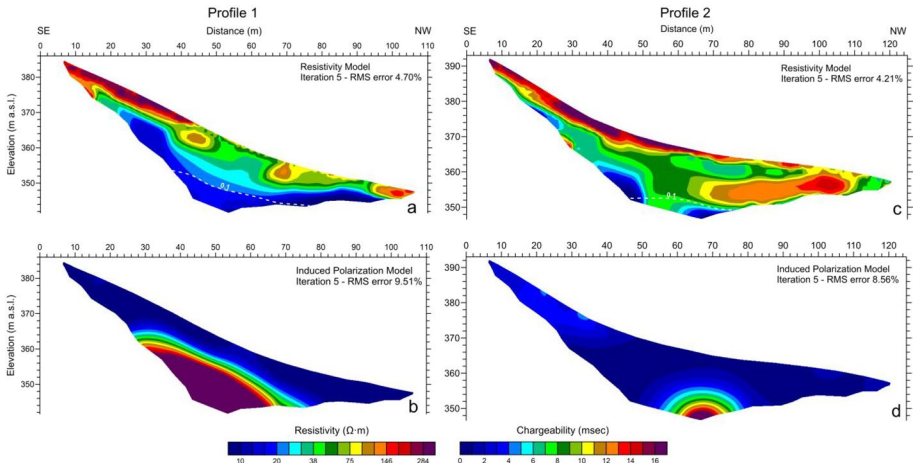 Profile 1
Distance (m)
SE
NW
0 10 20 30 40 50 60 70 80 90 100 110
Resistivity Model
Iteration 5 - RMS error 4.70%
Elevation (m a.s.l.)
380
370
360
350
0.1
a
Profile 2
Distance (m)
SE
NW
0 10 20 30 40 50 60 70 80 90 100 110 120
Resistivity Model
Iteration 5 - RMS error 4.21%
390
380
370
360
350
0.1
c
0 10 20 30 40 50 60 70 80 90 100 110
Induced Polarization Model
Iteration 5 - RMS error 9.51%
Elevation (m a.s.l.)
380
370
360
350
340
b
0 10 20 30 40 50 60 70 80 90 100 110 120
Induced Polarization Model
Iteration 5 - RMS error 8.56%
390
380
370
360
350
d
Resistivity (Ω·m)
10 20 38 75 146 284
Chargeability (msec)
0 2 4 6 8 10 12 14 16